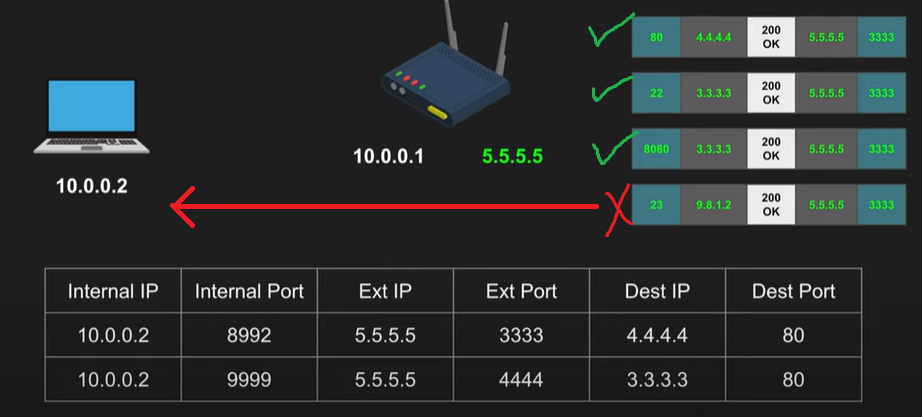 80 4.4.4.4 200 OK 5.5.5.5 3333
22 3.3.3.3 200 OK 5.5.5.5 3333
8080 3.3.3.3 200 OK 5.5.5.5 3333
23 9.8.1.2 200 OK 5.5.5.5 3333
10.0.0.1 5.5.5.5
10.0.0.2
Internal IP Internal Port Ext IP Ext Port Dest IP Dest Port
10.0.0.2 8992 5.5.5.5 3333 4.4.4.4 80
10.0.0.2 9999 5.5.5.5 4444 3.3.3.3 80